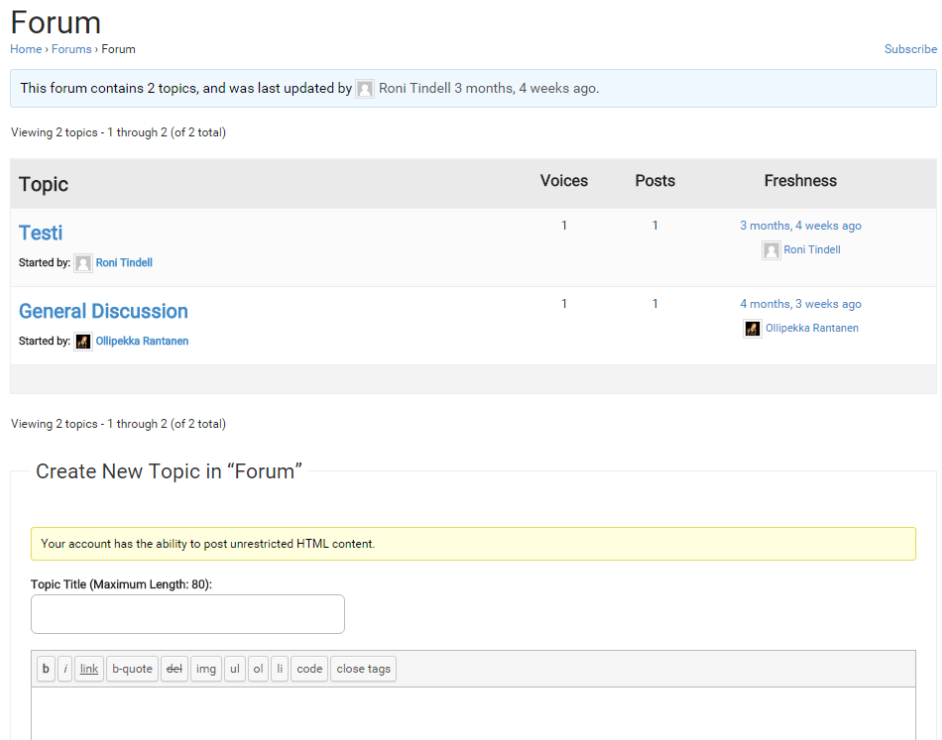 Forum
Home › Forums › Forum
Subscribe
This forum contains 2 topics, and was last updated by Roni Tindell 3 months, 4 weeks ago.
Viewing 2 topics - 1 through 2 (of 2 total)
Topic Voices Posts Freshness
Testi 1 1 3 months, 4 weeks ago
Started by: Roni Tindell Roni Tindell
General Discussion 1 1 4 months, 3 weeks ago
Started by: Ollipekka Rantanen Ollipekka Rantanen
Viewing 2 topics - 1 through 2 (of 2 total)
Create New Topic in “Forum”
Your account has the ability to post unrestricted HTML content.
Topic Title (Maximum Length: 80):
b i link b-quote del img ul ol li code close tags